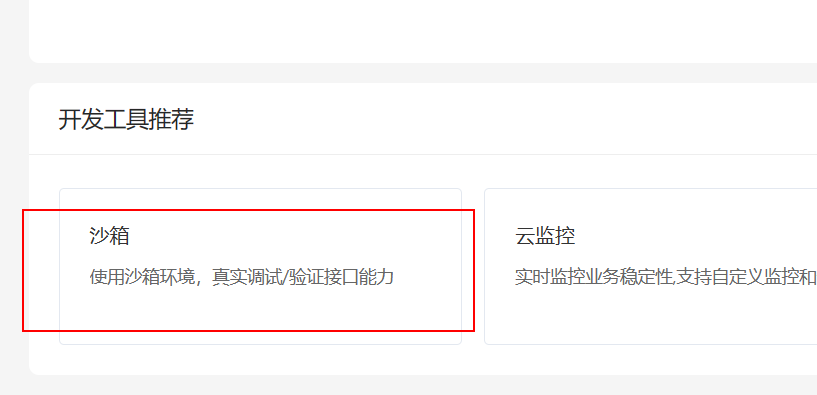 开发工具推荐
沙箱
使用沙箱环境，真实调试/验证接口能力
云监控
实时监控业务稳定性,支持自定义监控和